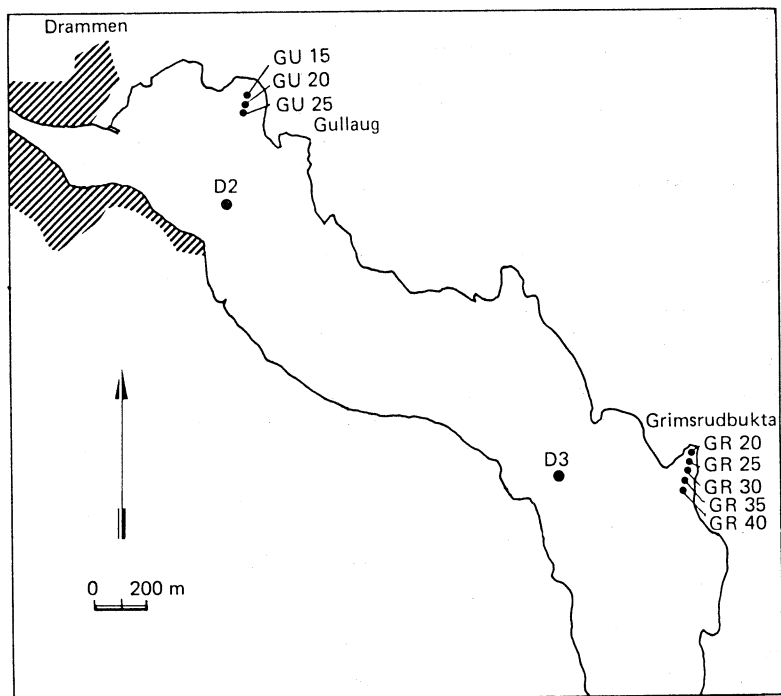 Drammen
GU 15
GU 20
GU 25
Gullaug
D2
Grimsrudbukta
GR 20
GR 25
GR 30
GR 35
GR 40
D3
0 200 m